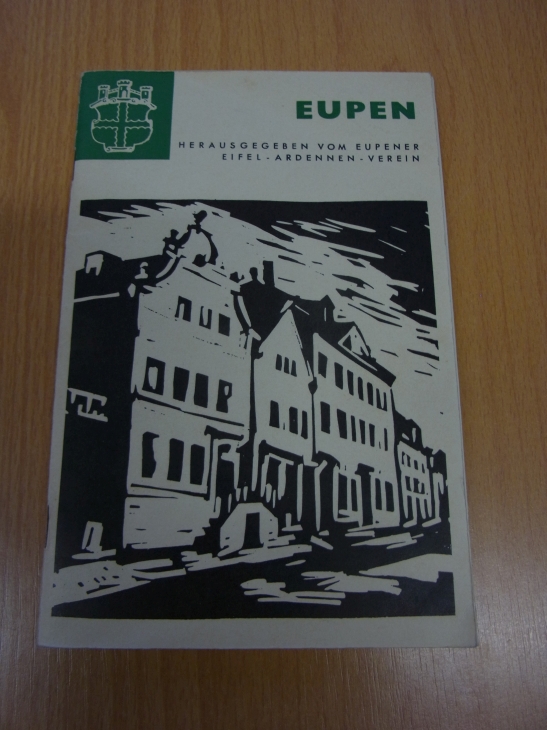 EUPEN
HERAUSGEGEBEN VOM EUPENER
EIFEL-ARDENNEN-VEREIN